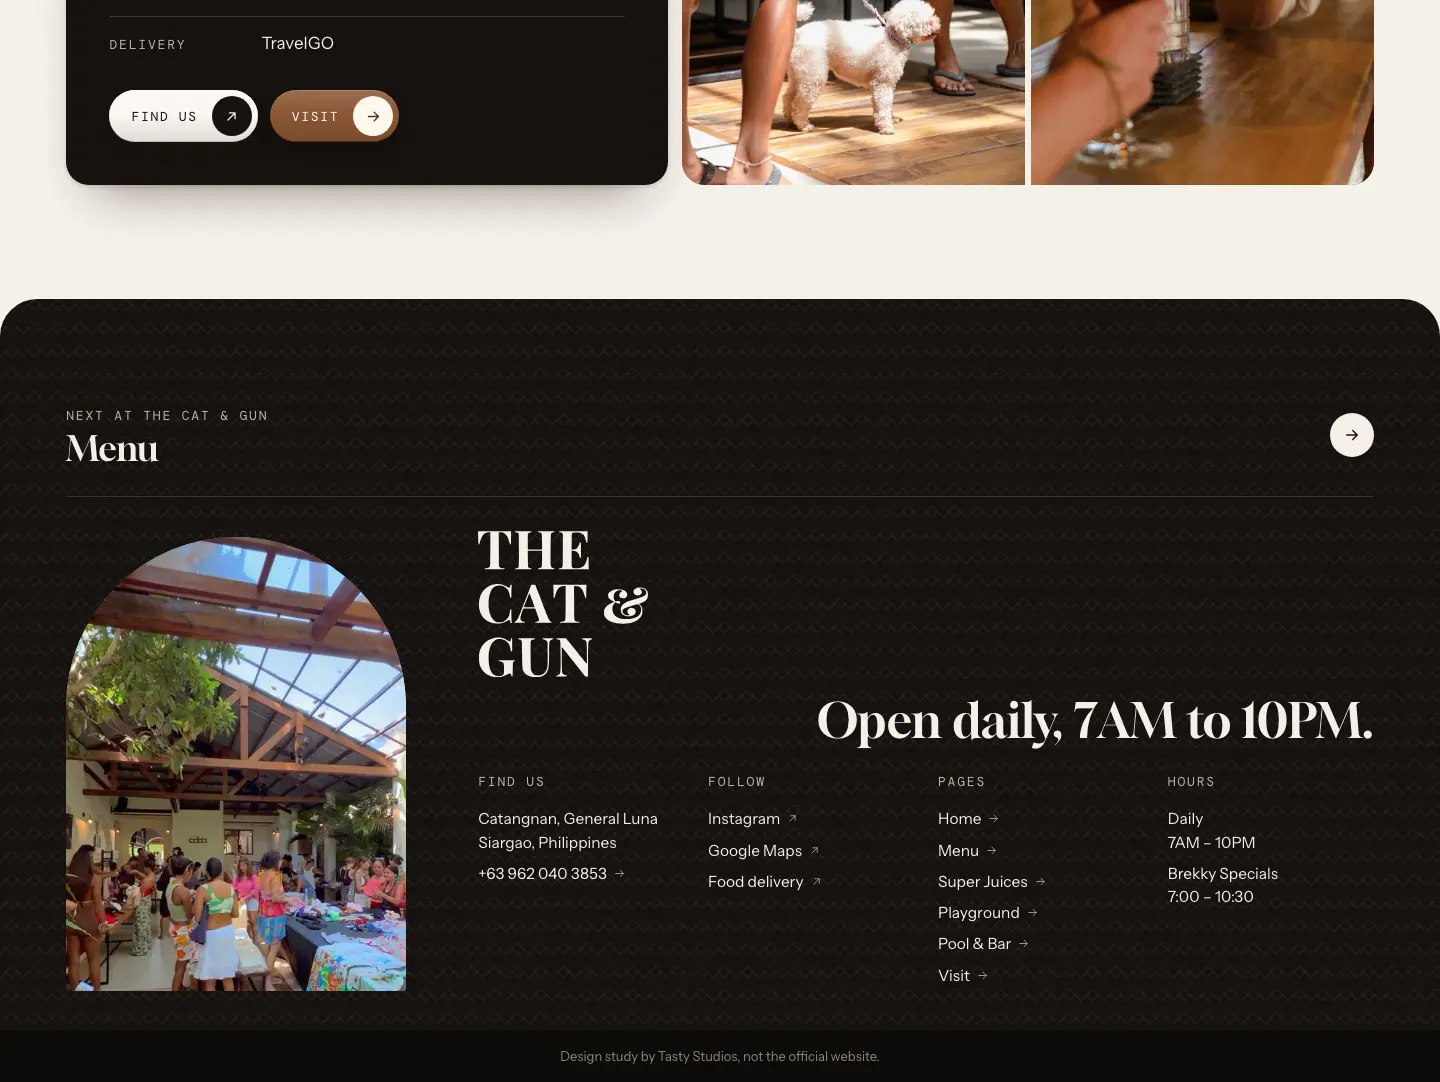 DELIVERY TravelGO
FIND US VISIT
NEXT AT THE CAT & GUN
Menu
THE
CAT &
GUN
Open daily, 7AM to 10PM.
FIND US
Catangnan, General Luna
Siargao, Philippines
+63 962 040 3853
FOLLOW
Instagram
Google Maps
Food delivery
PAGES
Home
Menu
Super Juices
Playground
Pool & Bar
Visit
HOURS
Daily
7AM – 10PM
Brekky Specials
7:00 – 10:30
Design study by Tasty Studios, not the official website.